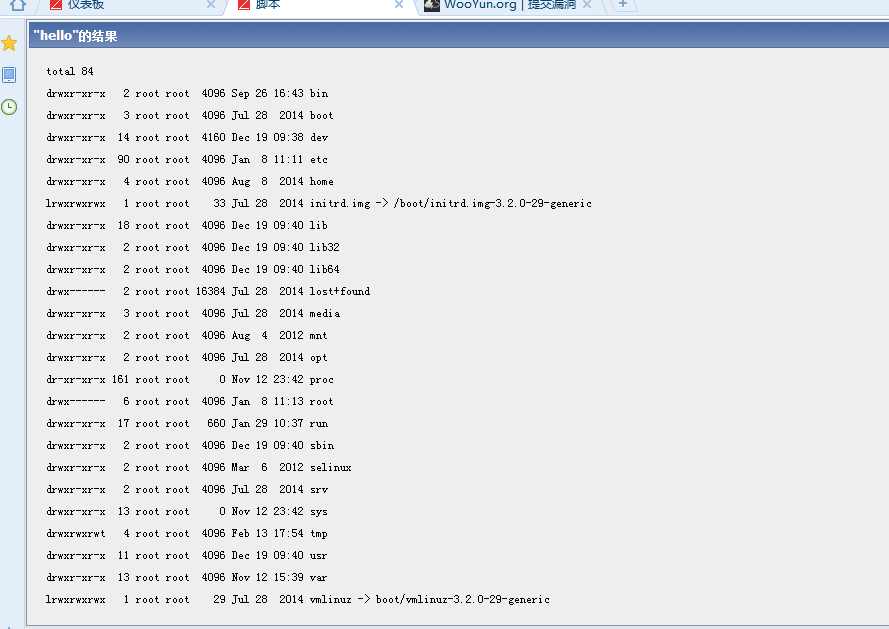 仪表板 脚本 WooYun.org | 提交漏洞
"hello"的结果
total 84
drwxr-xr-x 2 root root 4096 Sep 26 16:43 bin
drwxr-xr-x 3 root root 4096 Jul 28 2014 boot
drwxr-xr-x 14 root root 4160 Dec 19 09:38 dev
drwxr-xr-x 90 root root 4096 Jan 8 11:11 etc
drwxr-xr-x 4 root root 4096 Aug 8 2014 home
lrwxrwxrwx 1 root root 33 Jul 28 2014 initrd.img -> /boot/initrd.img-3.2.0-29-generic
drwxr-xr-x 18 root root 4096 Dec 19 09:40 lib
drwxr-xr-x 2 root root 4096 Dec 19 09:40 lib32
drwxr-xr-x 2 root root 4096 Dec 19 09:40 lib64
drwx------ 2 root root 16384 Jul 28 2014 lost+found
drwxr-xr-x 3 root root 4096 Jul 28 2014 media
drwxr-xr-x 2 root root 4096 Aug 4 2012 mnt
drwxr-xr-x 2 root root 4096 Jul 28 2014 opt
dr-xr-xr-x 161 root root 0 Nov 12 23:42 proc
drwx------ 6 root root 4096 Jan 8 11:13 root
drwxr-xr-x 17 root root 660 Jan 29 10:37 run
drwxr-xr-x 2 root root 4096 Dec 19 09:40 sbin
drwxr-xr-x 2 root root 4096 Mar 6 2012 selinux
drwxr-xr-x 2 root root 4096 Jul 28 2014 srv
drwxr-xr-x 13 root root 0 Nov 12 23:42 sys
drwxrwxrwt 4 root root 4096 Feb 13 17:54 tmp
drwxr-xr-x 11 root root 4096 Dec 19 09:40 usr
drwxr-xr-x 13 root root 4096 Nov 12 15:39 var
lrwxrwxrwx 1 root root 29 Jul 28 2014 vmlinuz -> boot/vmlinuz-3.2.0-29-generic